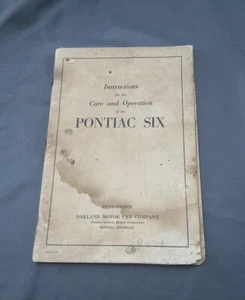 Instructions
for the
Care and Operation
of the
PONTIAC SIX
OAKLAND MOTOR CAR COMPANY
PONTIAC, MICHIGAN